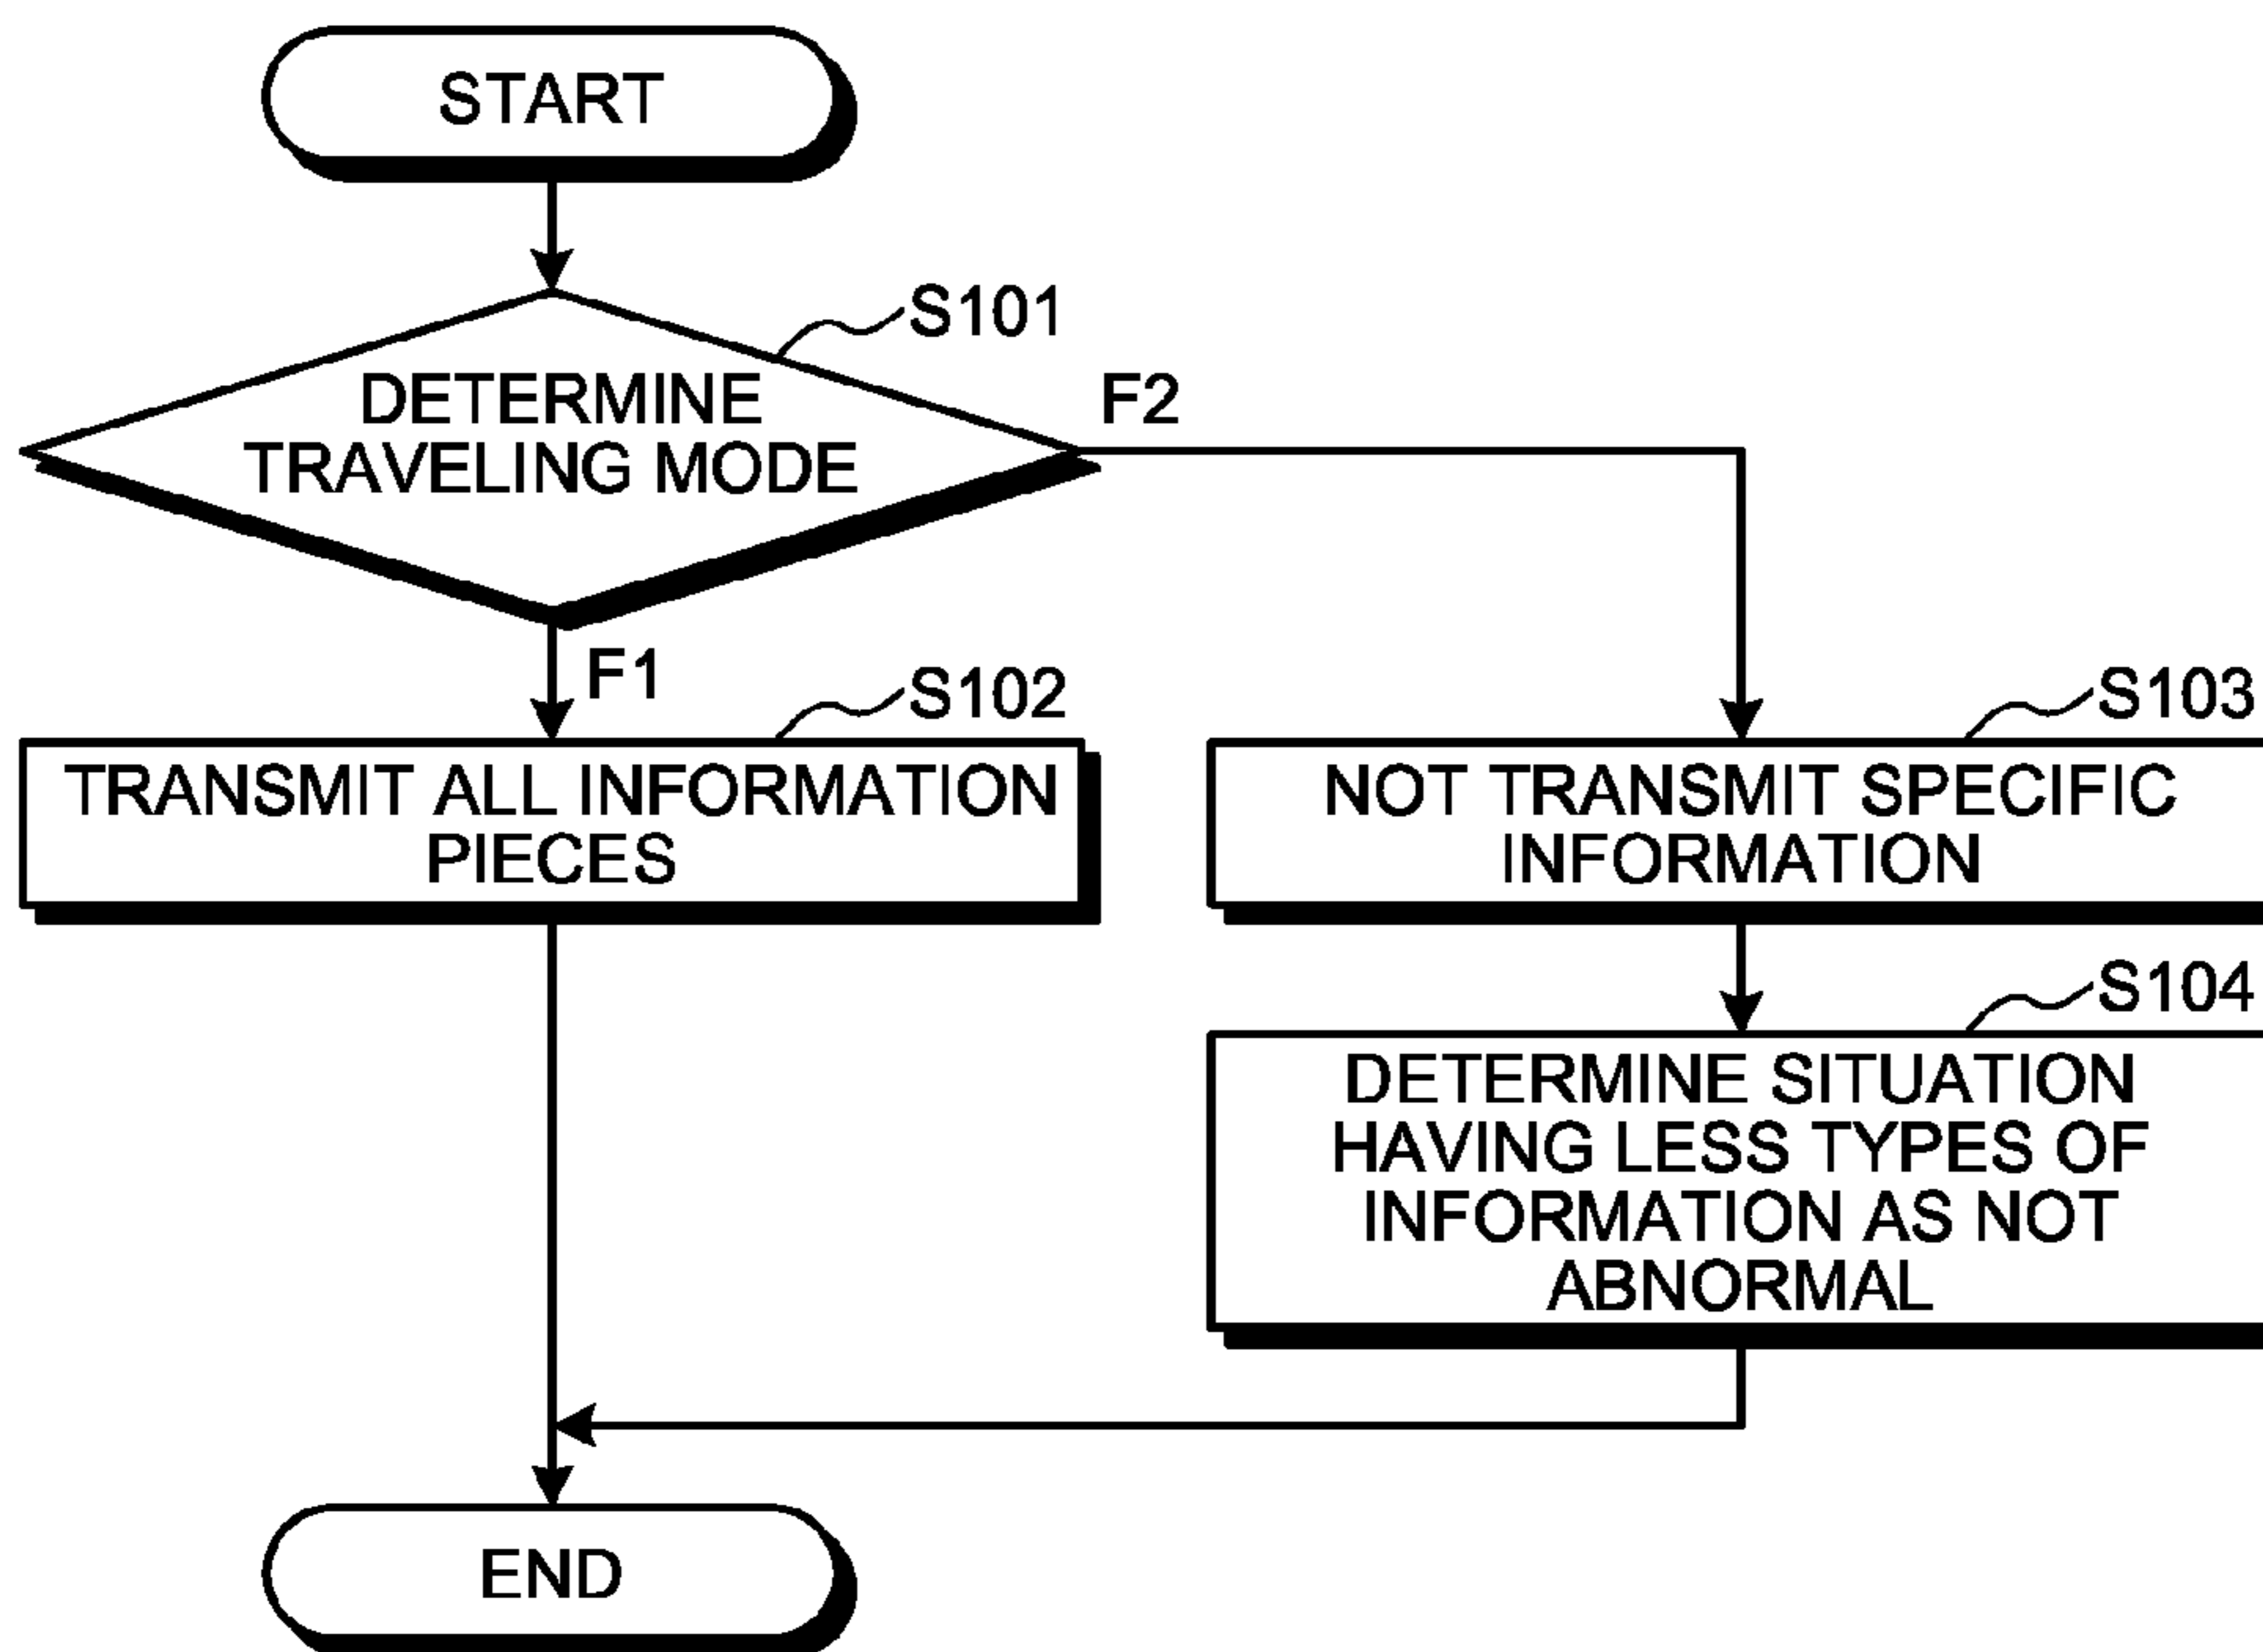 START
S101
DETERMINE
TRAVELING MODE
F2
F1
S102
TRANSMIT ALL INFORMATION
PIECES
S103
NOT TRANSMIT SPECIFIC
INFORMATION
S104
DETERMINE SITUATION
HAVING LESS TYPES OF
INFORMATION AS NOT
ABNORMAL
END